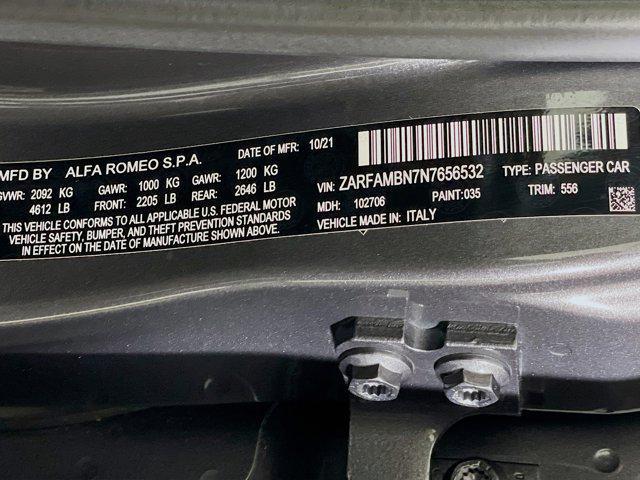 MFD BY ALFA ROMEO S.P.A. DATE OF MFR: 10/21
GVWR: 2092 KG GAWR: 1000 KG GAWR: 1200 KG
4612 LB FRONT: 2205 LB REAR: 2646 LB
THIS VEHICLE CONFORMS TO ALL APPLICABLE U.S. FEDERAL MOTOR
VEHICLE SAFETY, BUMPER, AND THEFT PREVENTION STANDARDS
IN EFFECT ON THE DATE OF MANUFACTURE SHOWN ABOVE.
VIN: ZARFAMBN7N7656532 TYPE: PASSENGER CAR
MDH: 102706 PAINT: 035 TRIM: 556
VEHICLE MADE IN: ITALY